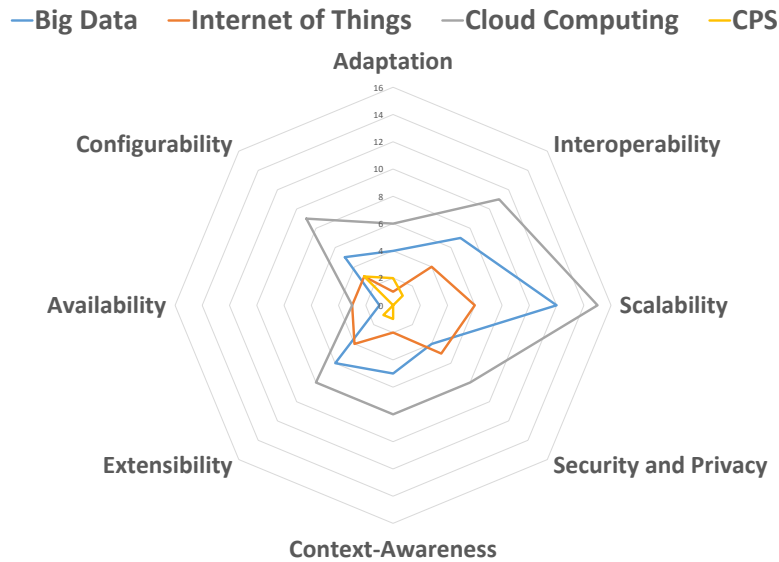 Big Data Internet of Things Cloud Computing CPS
Adaptation
16
14
12
10
8
6
4
2
0
Configurability Interoperability
Availability Scalability
Extensibility Security and Privacy
Context-Awareness